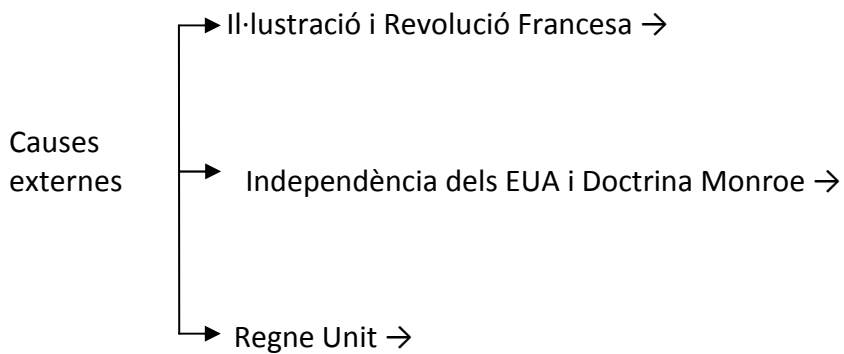 Il·lustració i Revolució Francesa →
Causes
externes
Independència dels EUA i Doctrina Monroe →
Regne Unit →